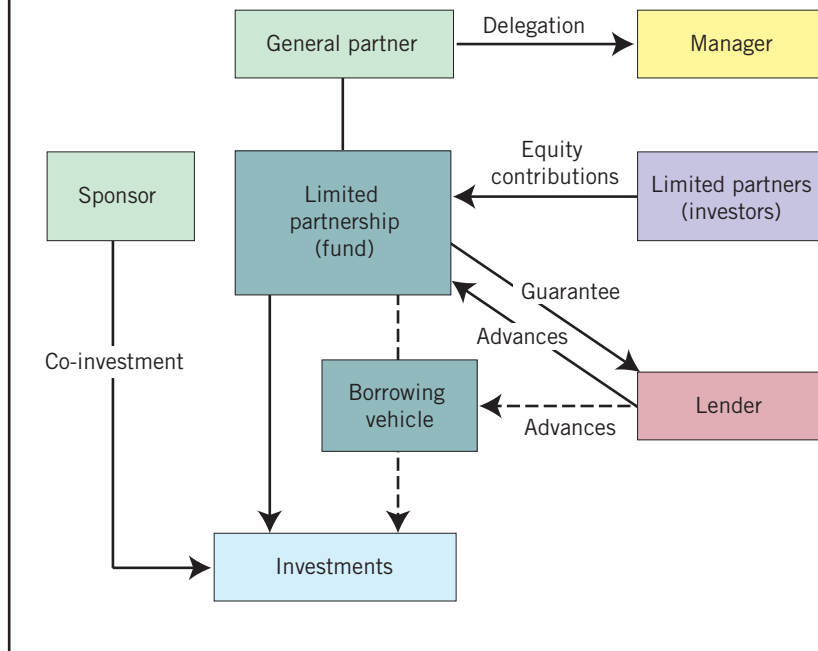 General partner
Delegation
Manager
Sponsor
Limited
partnership
(fund)
Equity
contributions
Limited partners
(investors)
Guarantee
Advances
Co-investment
Borrowing
vehicle
Advances
Lender
Investments